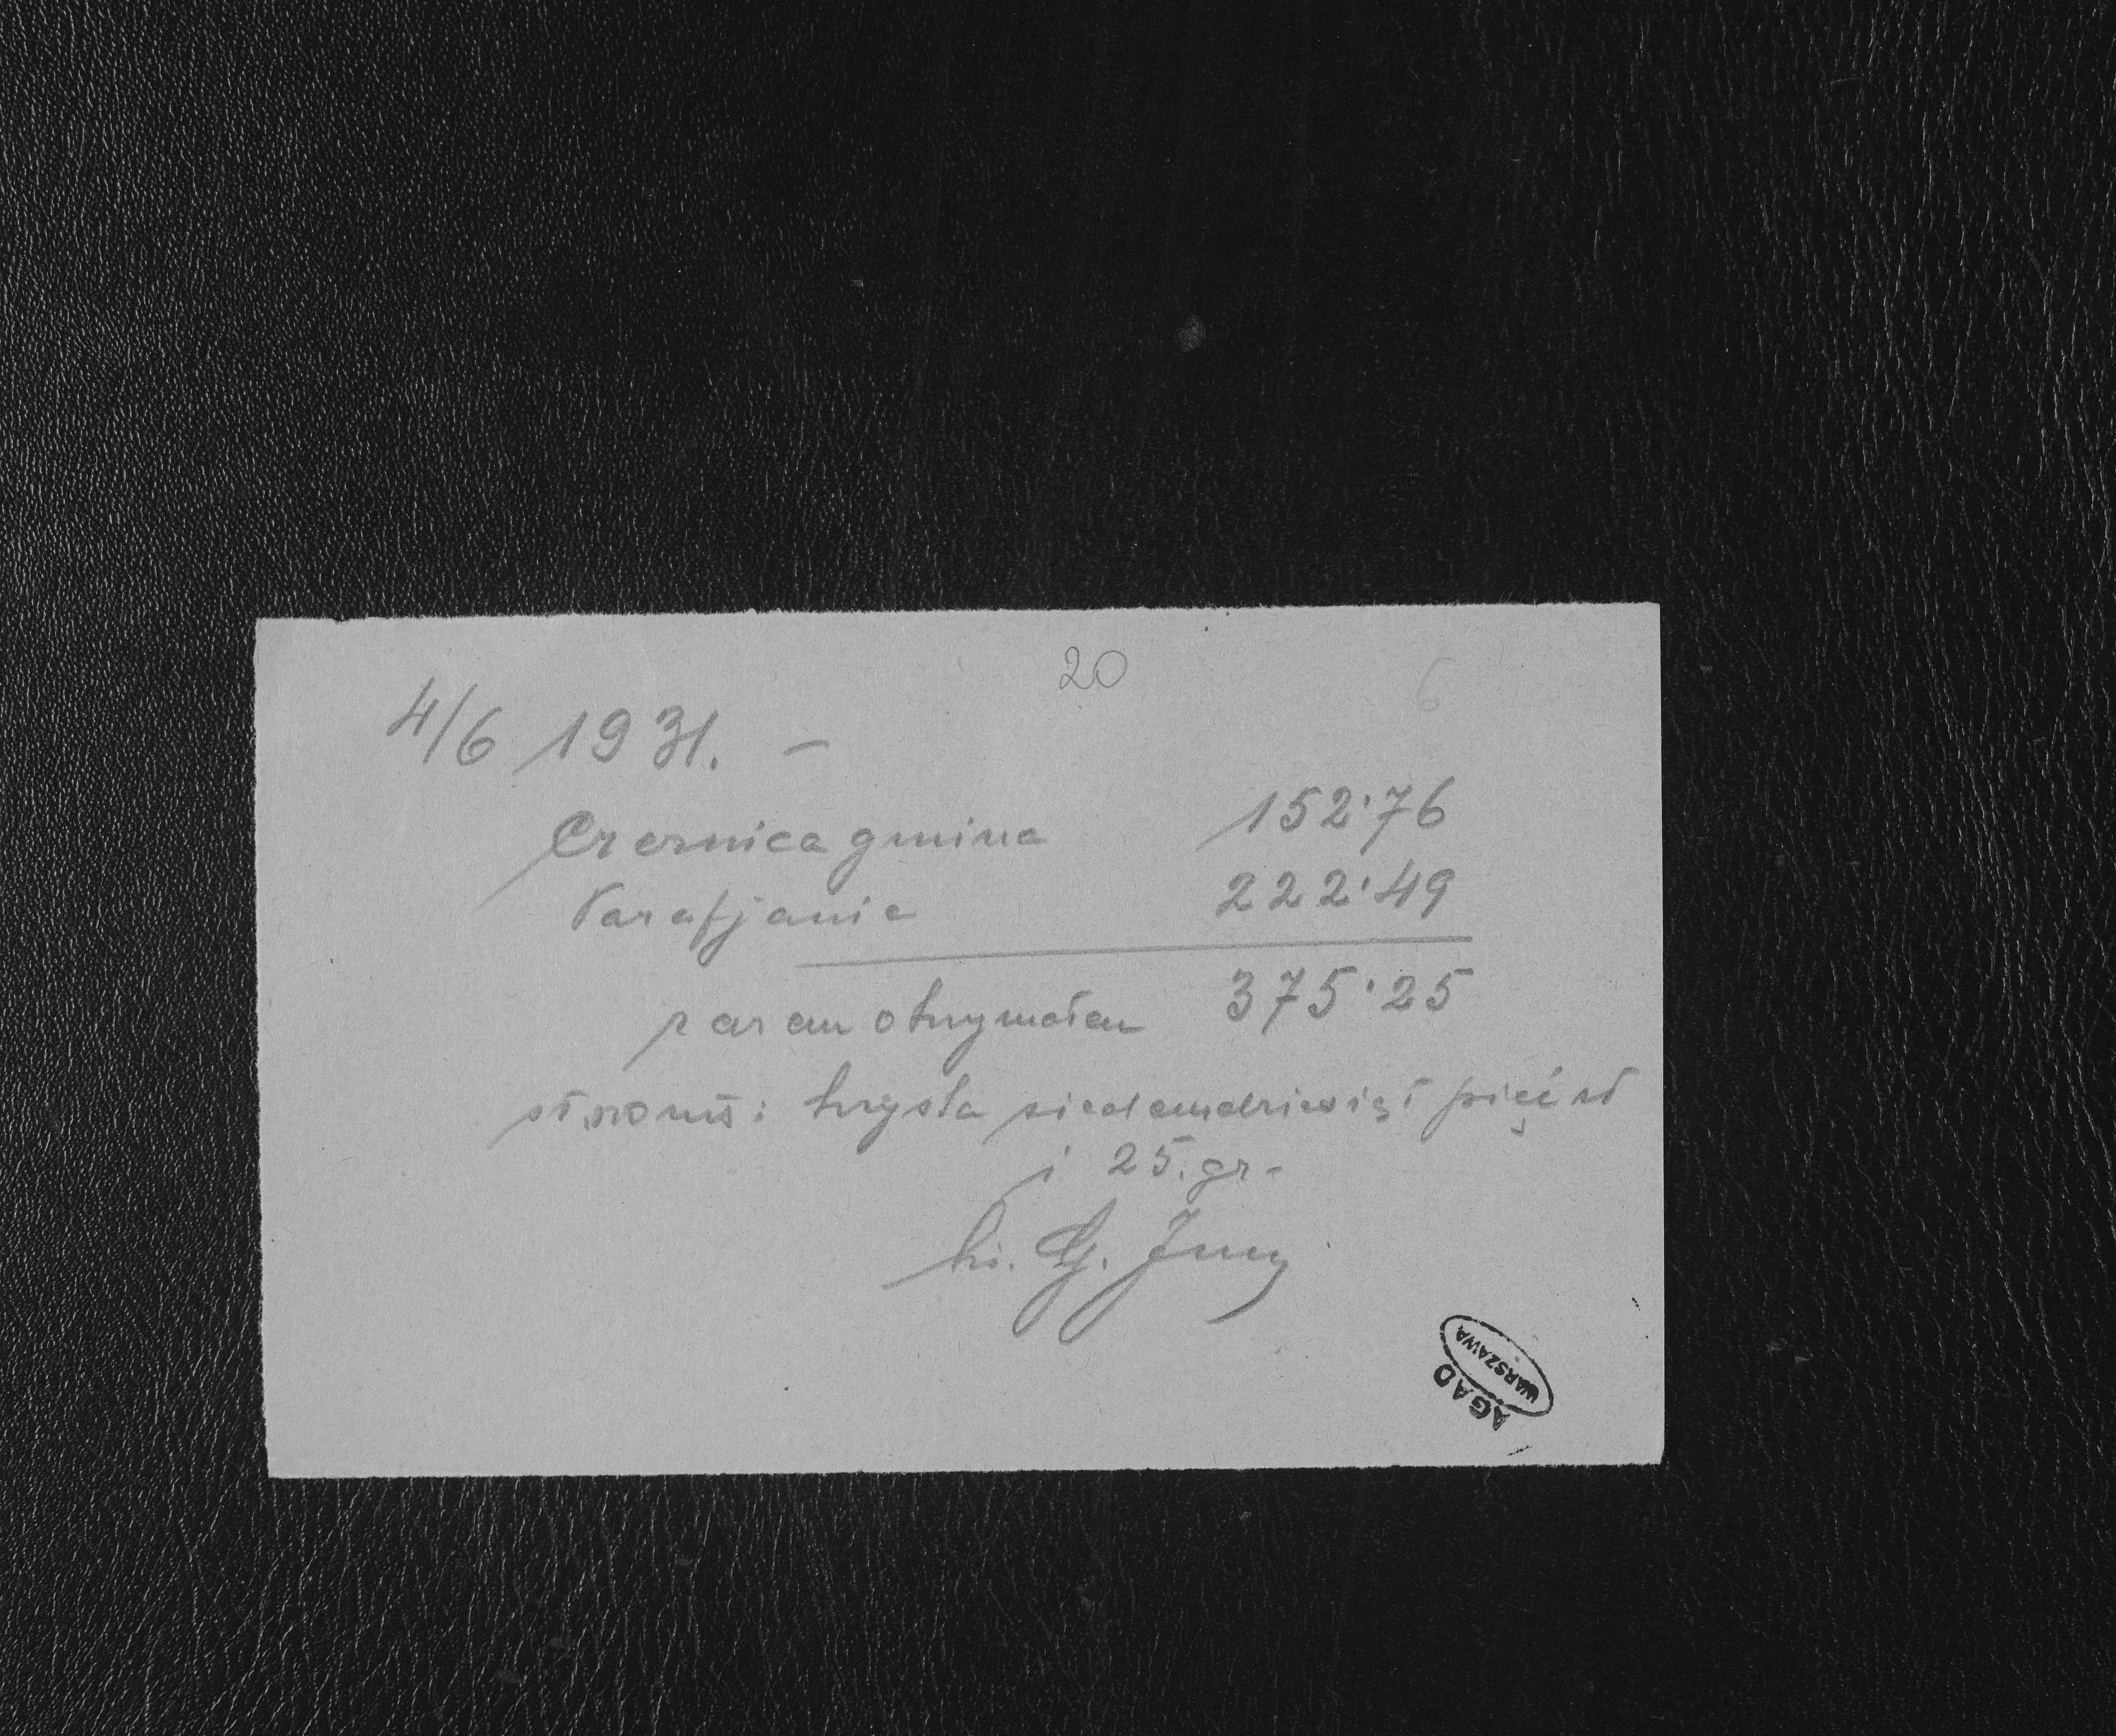 20
6
4/6 1931. –
Czernica gmina 152·76
Parafjanie 222·49
razem otrzymałem 375·25
słownie: trzysta siedemdziesiąt pięć zł
i 25. gr-
G.
WARSZAWA
AGAD